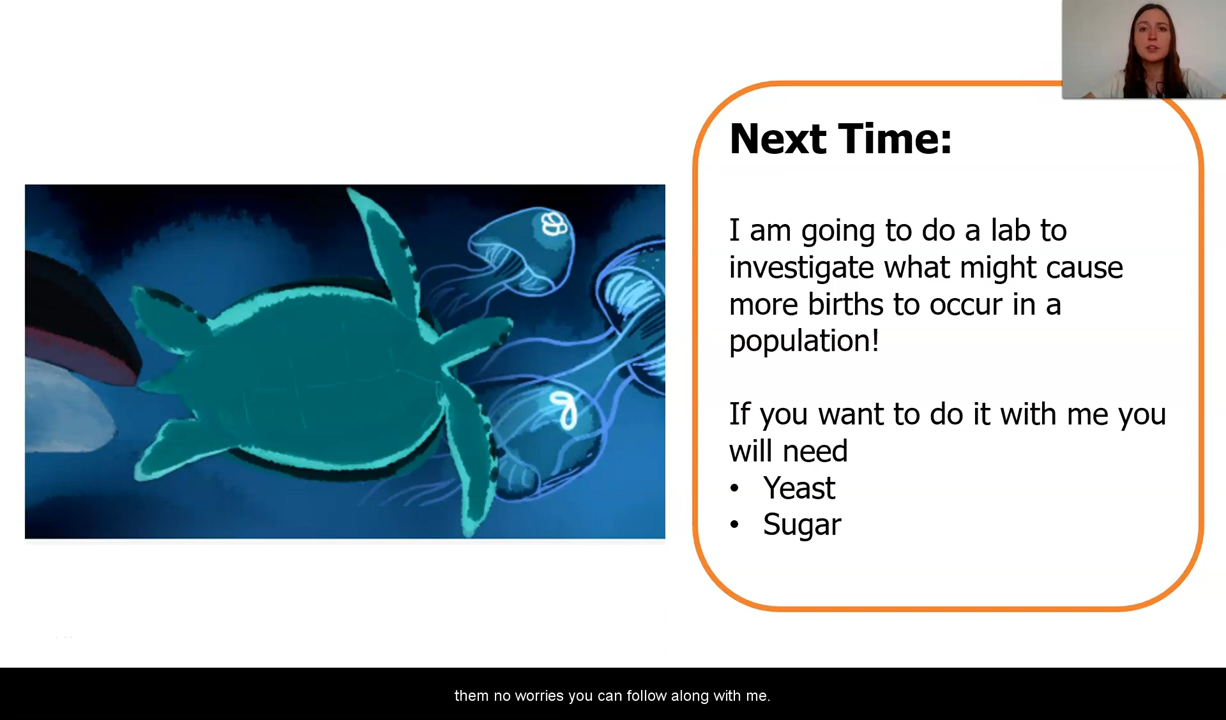 Next Time:
I am going to do a lab to
investigate what might cause
more births to occur in a
population!
If you want to do it with me you
will need
• Yeast
• Sugar
them no worries you can follow along with me.